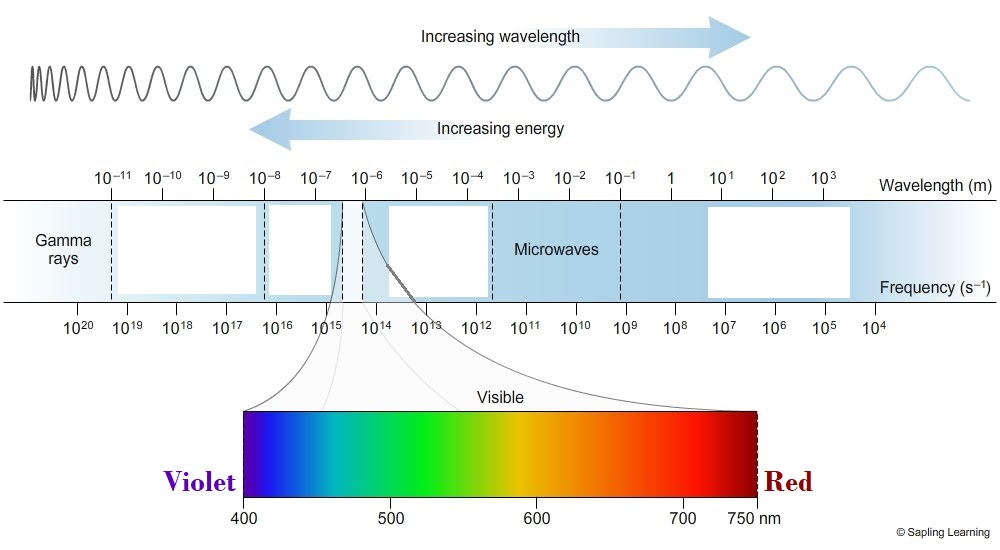 Increasing wavelength
Increasing energy
10⁻¹¹ 10⁻¹⁰ 10⁻⁹ 10⁻⁸ 10⁻⁷ 10⁻⁶ 10⁻⁵ 10⁻⁴ 10⁻³ 10⁻² 10⁻¹ 1 10¹ 10² 10³ Wavelength (m)
Gamma
rays
Microwaves
Frequency (s⁻¹)
10²⁰ 10¹⁹ 10¹⁸ 10¹⁷ 10¹⁶ 10¹⁵ 10¹⁴ 10¹³ 10¹² 10¹¹ 10¹⁰ 10⁹ 10⁸ 10⁷ 10⁶ 10⁵ 10⁴
Visible
Violet Red
400 500 600 700 750 nm
© Sapling Learning